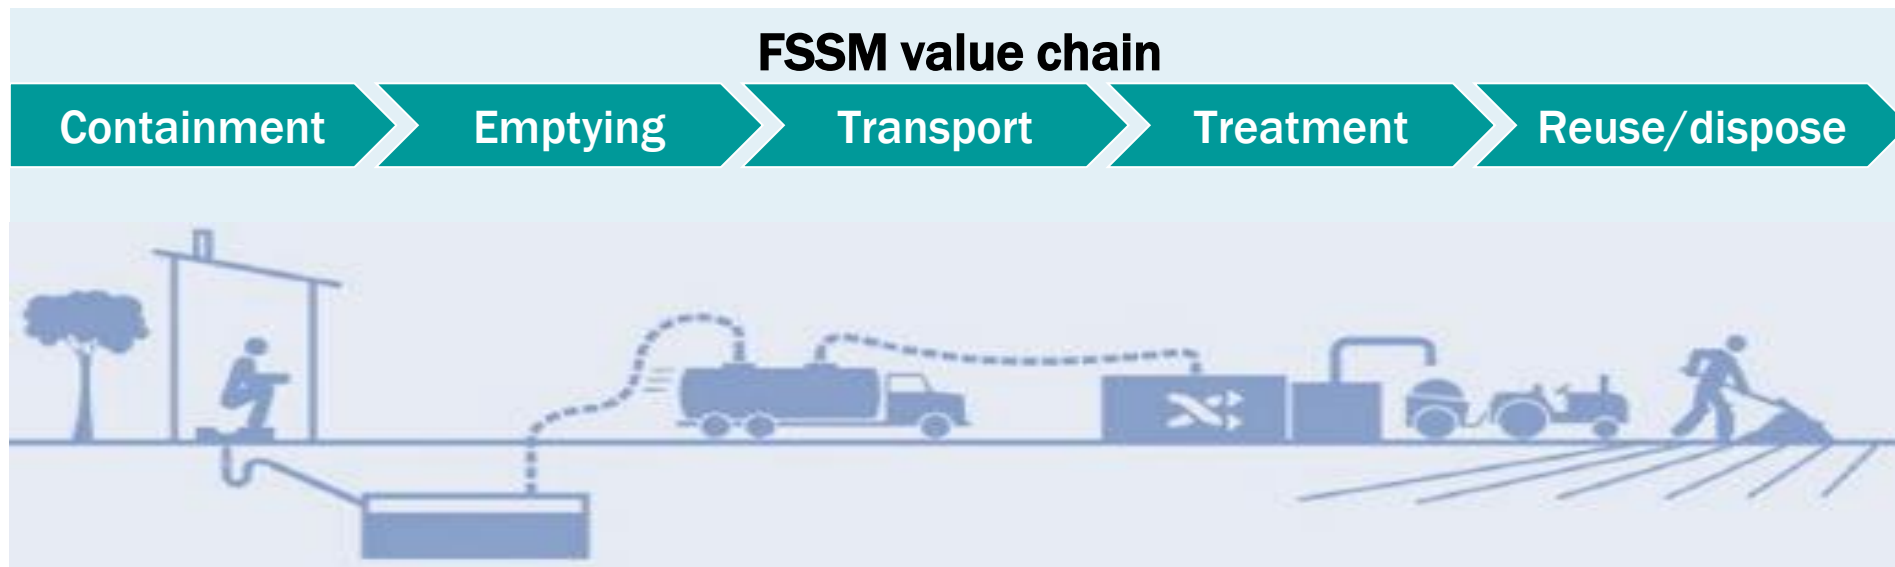 FSSM value chain
Containment Emptying Transport Treatment Reuse/dispose